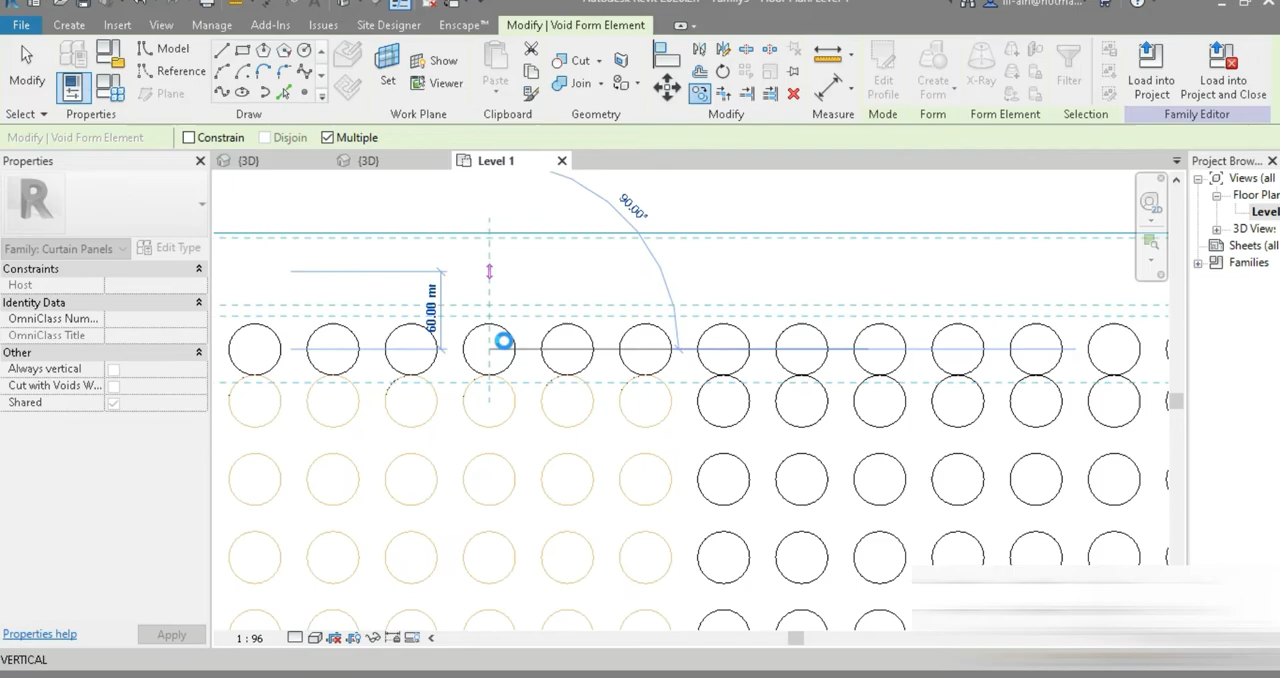 File Create Insert View Manage Add-Ins Issues Site Designer Enscape™ Modify | Void Form Element
Modify
Model
Reference
Plane
Set
Show
Viewer
Paste
Cut
Join
Edit Profile
Create Form
X-Ray
Filter
Load into Project
Load into Project and Close
Select Properties Draw Work Plane Clipboard Geometry Modify Measure Mode Form Form Element Selection Family Editor
Modify | Void Form Element Constrain Disjoin Multiple
Properties
{3D} {3D} Level 1
Project Brow...
Views (all
Floor Plan
Level
3D View:
Sheets (all
Families
R
Family: Curtain Panels Edit Type
Constraints
Host
Identity Data
OmniClass Num...
OmniClass Title
Other
Always vertical
Cut with Voids W...
Shared
90.00°
60.00 mr
Properties help Apply
1 : 96
VERTICAL